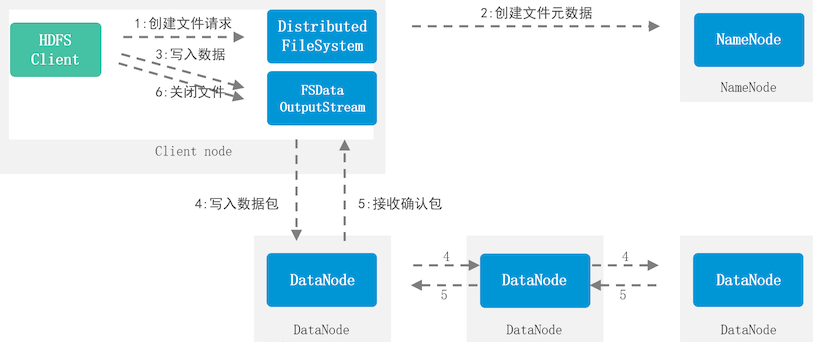 1:创建文件请求
2:创建文件元数据
HDFS
Client
Distributed
FileSystem
NameNode
3:写入数据
6:关闭文件
FSData
OutputStream
NameNode
Client node
4:写入数据包
5:接收确认包
DataNode
4
5
DataNode
4
5
DataNode
DataNode
DataNode
DataNode